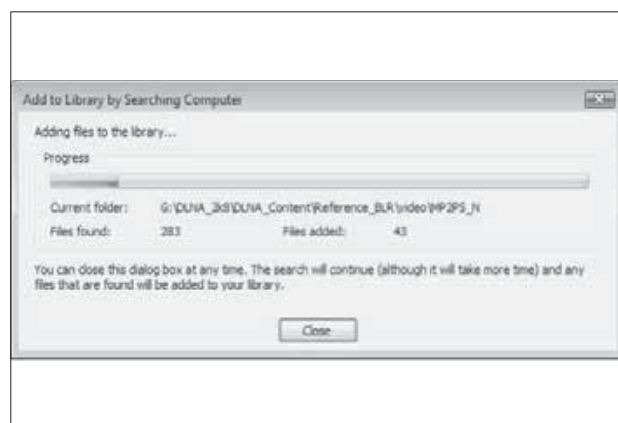 Add to Library by Searching Computer
Adding files to the library...
Progress
Current folder: G:\DLNA_2k8\DLNA_Content\Reference_BLR\video\MP2PS_N
Files found: 283 Files added: 43
You can close this dialog box at any time. The search will continue (although it will take more time) and any
files that are found will be added to your library.
Close